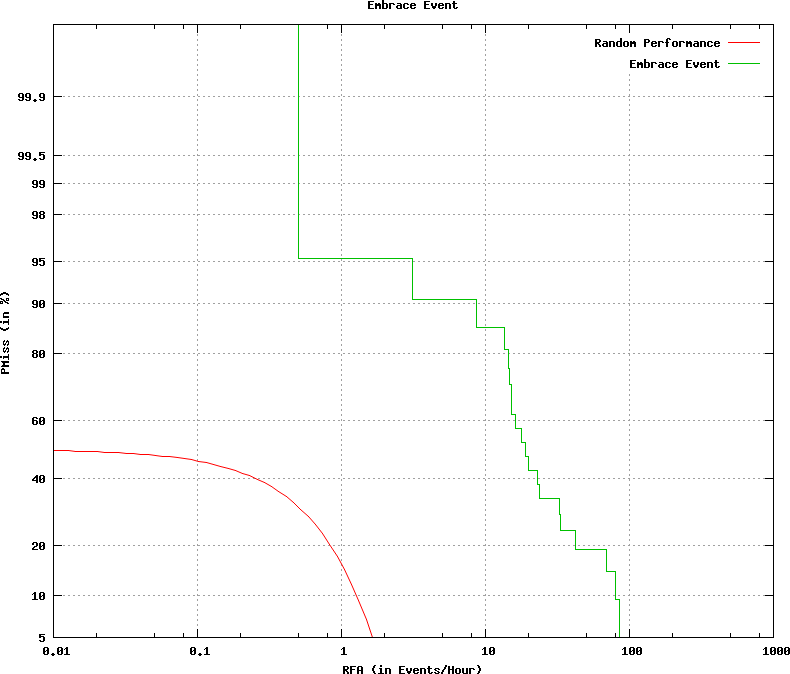 Embrace Event
Random Performance
Embrace Event
99.9
99.5
99
98
95
90
80
60
40
20
10
5
PMiss (in %)
0.01 0.1 1 10 100 1000
RFA (in Events/Hour)